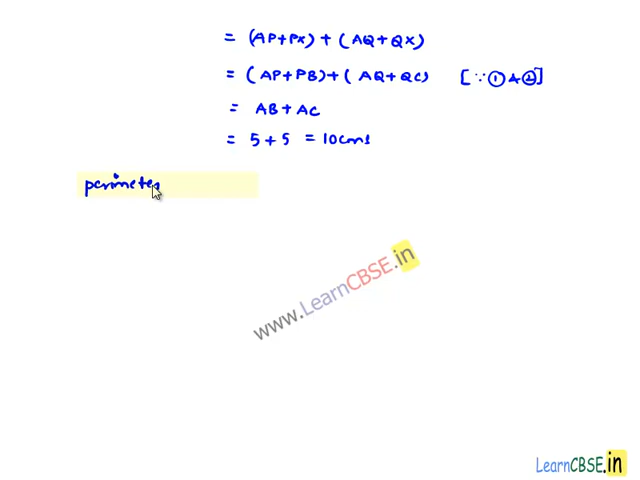 = (AP+PX) + (AQ+QX)
= (AP+PB)+(AQ+QC) [∵ ① & ②]
= AB + AC
= 5 + 5 = 10cms
perimeter
www.LearnCBSE.in
LearnCBSE.in